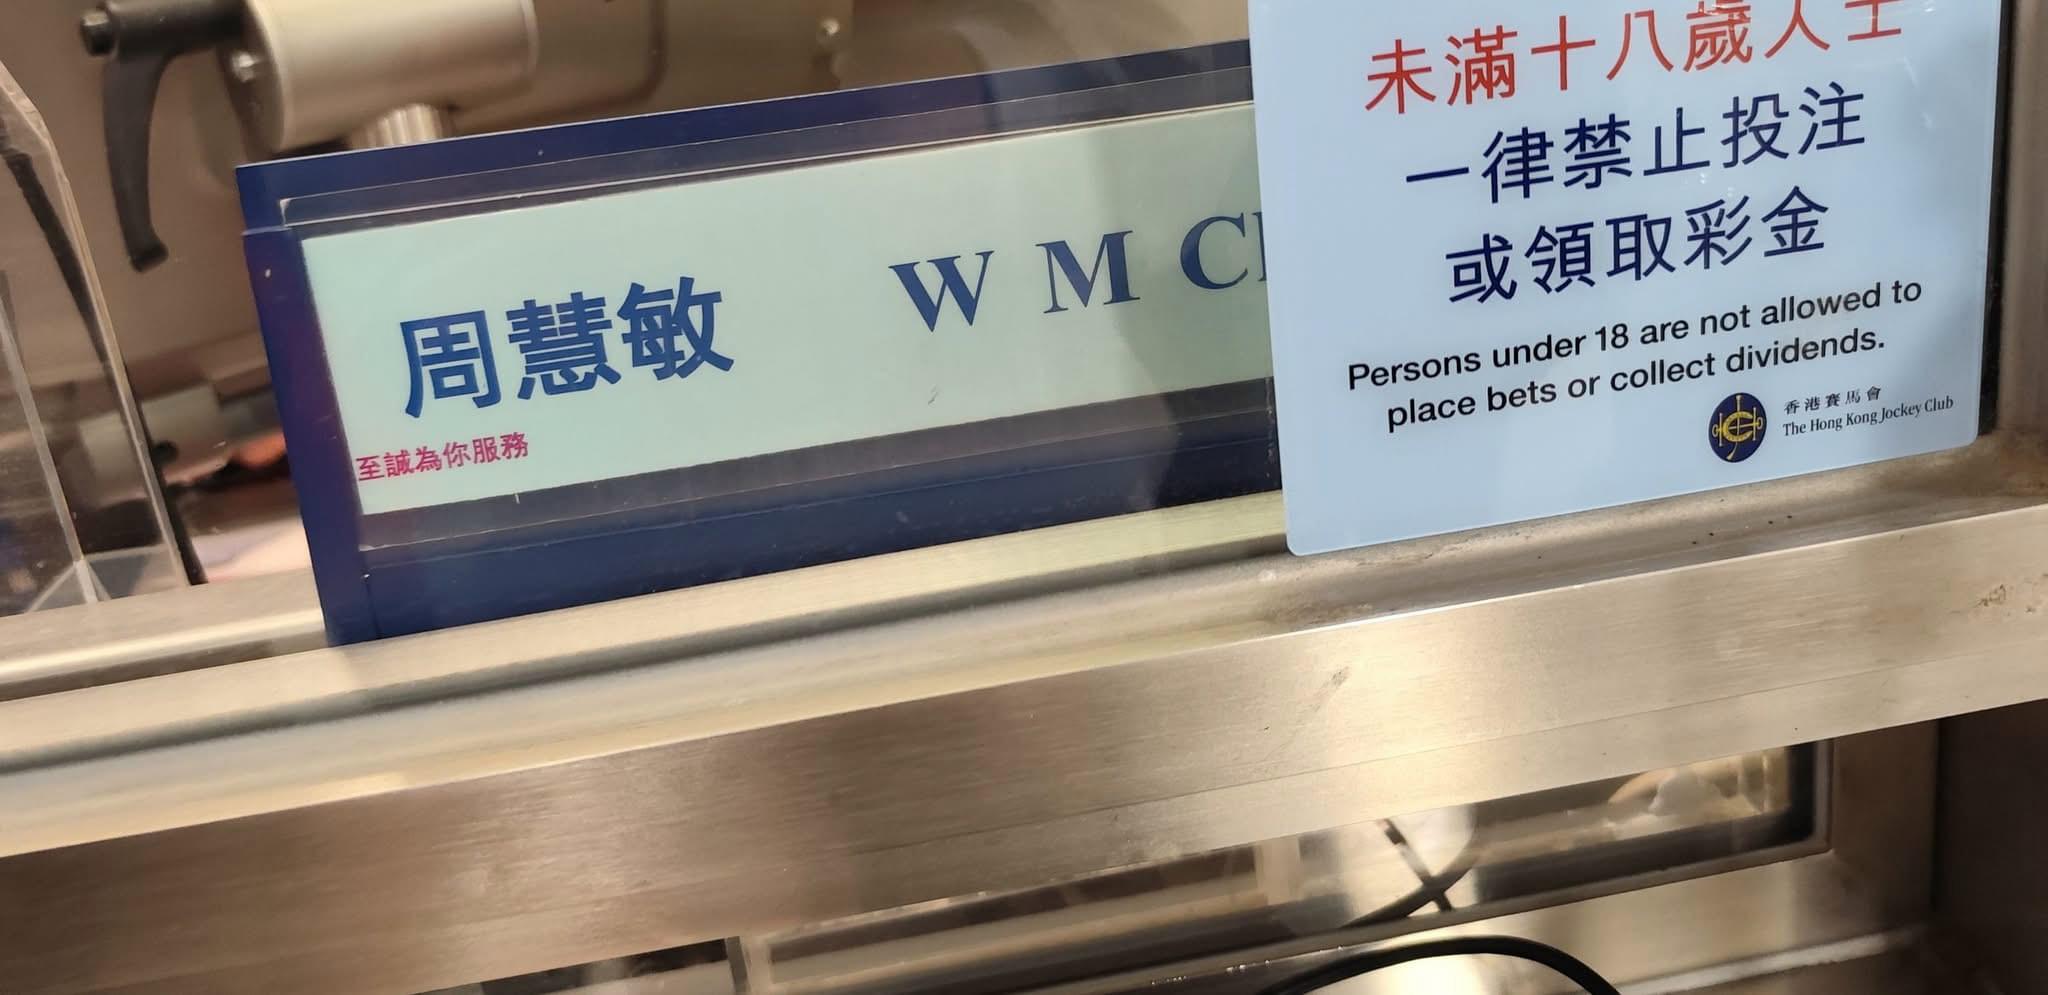 周慧敏 W M C
至誠為你服務
未滿十八歲人士
一律禁止投注
或領取彩金
Persons under 18 are not allowed to
place bets or collect dividends.
香港賽馬會
The Hong Kong Jockey Club